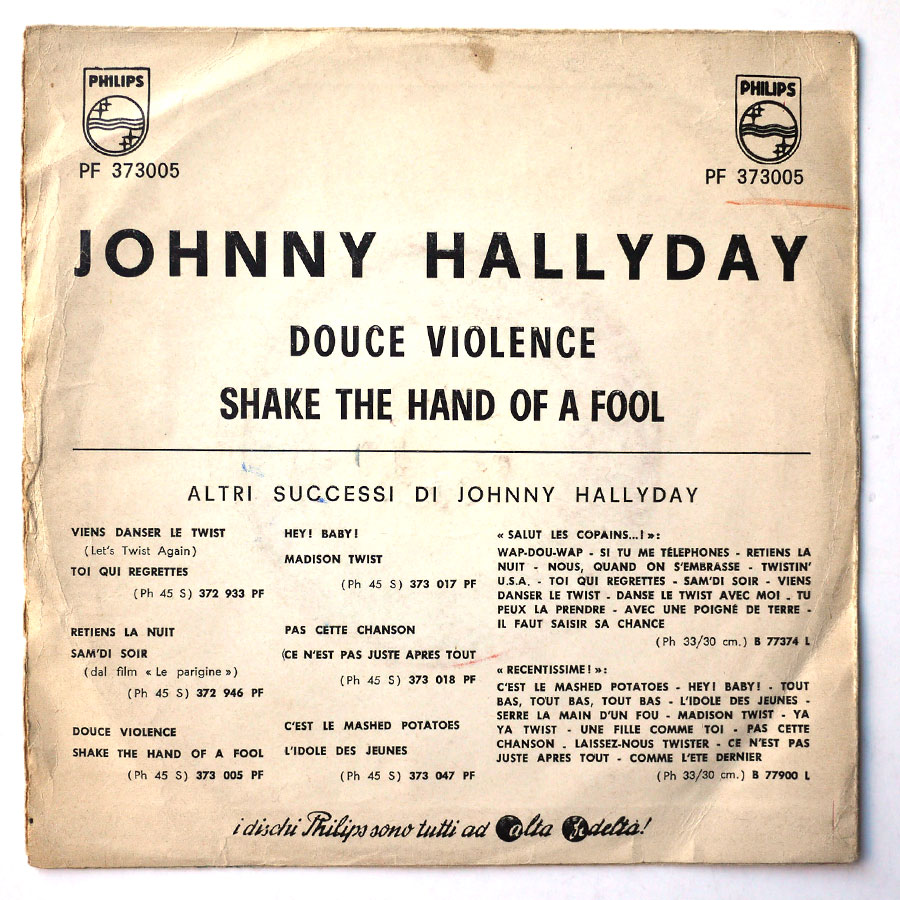 PHILIPS
PF 373005
PHILIPS
PF 373005
JOHNNY HALLYDAY
DOUCE VIOLENCE
SHAKE THE HAND OF A FOOL
ALTRI SUCCESSI DI JOHNNY HALLYDAY
VIENS DANSER LE TWIST
(Let's Twist Again)
TOI QUI REGRETTES
(Ph 45 S) 372 933 PF
RETIENS LA NUIT
SAM'DI SOIR
(dal film « Le parigine »)
(Ph 45 S) 372 946 PF
DOUCE VIOLENCE
SHAKE THE HAND OF A FOOL
(Ph 45 S) 373 005 PF
HEY! BABY!
MADISON TWIST
(Ph 45 S) 373 017 PF
PAS CETTE CHANSON
(CE N'EST PAS JUSTE APRES TOUT
(Ph 45 S) 373 018 PF
C'EST LE MASHED POTATOES
L'IDOLE DES JEUNES
(Ph 45 S) 373 047 PF
« SALUT LES COPAINS...! »:
WAP-DOU-WAP - SI TU ME TÉLEPHONES - RETIENS LA
NUIT - NOUS, QUAND ON S'EMBRASSE - TWISTIN'
U.S.A. - TOI QUI REGRETTES - SAM'DI SOIR - VIENS
DANSER LE TWIST - DANSE LE TWIST AVEC MOI - TU
PEUX LA PRENDRE - AVEC UNE POIGNÉ DE TERRE -
IL FAUT SAISIR SA CHANCE
(Ph 33/30 cm.) B 77374 L
« RECENTISSIME! »:
C'EST LE MASHED POTATOES - HEY! BABY! - TOUT
BAS, TOUT BAS, TOUT BAS - L'IDOLE DES JEUNES -
SERRE LA MAIN D'UN FOU - MADISON TWIST - YA
YA TWIST - UNE FILLE COMME TOI - PAS CETTE
CHANSON . LAISSEZ-NOUS TWISTER - CE N'EST PAS
JUSTE APRES TOUT - COMME L'ETE DERNIER
(Ph 33/30 cm.) B 77900 L
i dischi Philips sono tutti ad alta fedeltà!